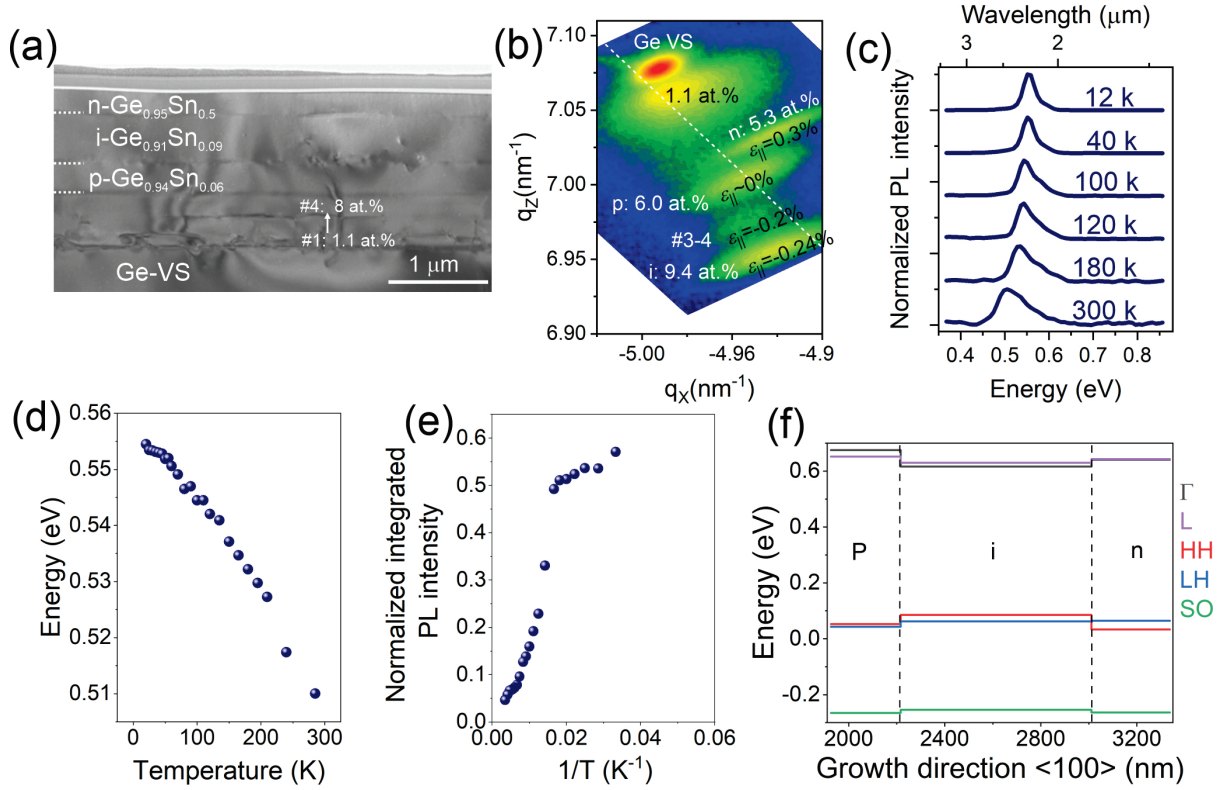 (a)
n-Ge0.95Sn0.5
i-Ge0.91Sn0.09
p-Ge0.94Sn0.06
#4: 8 at.%
#1: 1.1 at.%
Ge-VS
1 μm
(b)
7.10
7.05
7.00
6.95
6.90
qZ(nm-1)
Ge VS
1.1 at.%
n: 5.3 at.%
ε||=0.3%
ε||~0%
p: 6.0 at.%
ε||=-0.2%
#3-4
ε||=-0.24%
i: 9.4 at.%
-5.00
-4.96
-4.9
qX(nm-1)
(c)
Wavelength (μm)
3
2
Normalized PL intensity
12 k
40 k
100 k
120 k
180 k
300 k
0.4
0.5
0.6
0.7
0.8
Energy (eV)
(d)
0.56
0.55
0.54
0.53
0.52
0.51
Energy (eV)
0
100
200
300
Temperature (K)
(e)
0.6
0.5
0.4
0.3
0.2
0.1
0.0
Normalized integrated
PL intensity
0.00
0.02
0.04
0.06
1/T (K-1)
(f)
0.6
0.4
0.2
0.0
-0.2
Energy (eV)
P
i
n
Γ
L
HH
LH
SO
2000
2400
2800
3200
Growth direction <100> (nm)